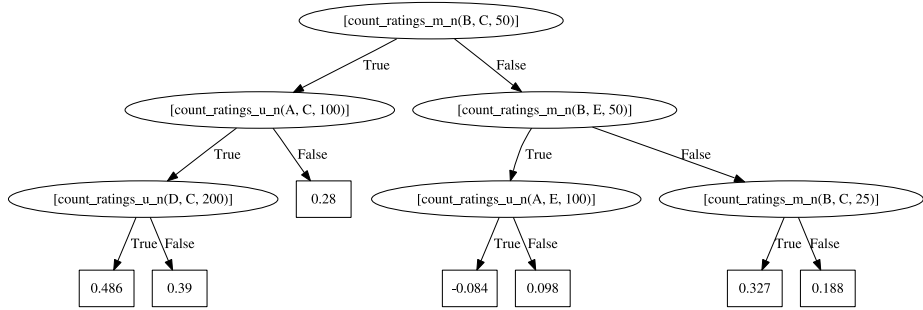 [count_ratings_m_n(B, C, 50)]
True
False
[count_ratings_u_n(A, C, 100)]
[count_ratings_m_n(B, E, 50)]
True
False
True
False
[count_ratings_u_n(D, C, 200)]
0.28
[count_ratings_u_n(A, E, 100)]
[count_ratings_m_n(B, C, 25)]
True
False
True
False
True
False
0.486
0.39
-0.084
0.098
0.327
0.188